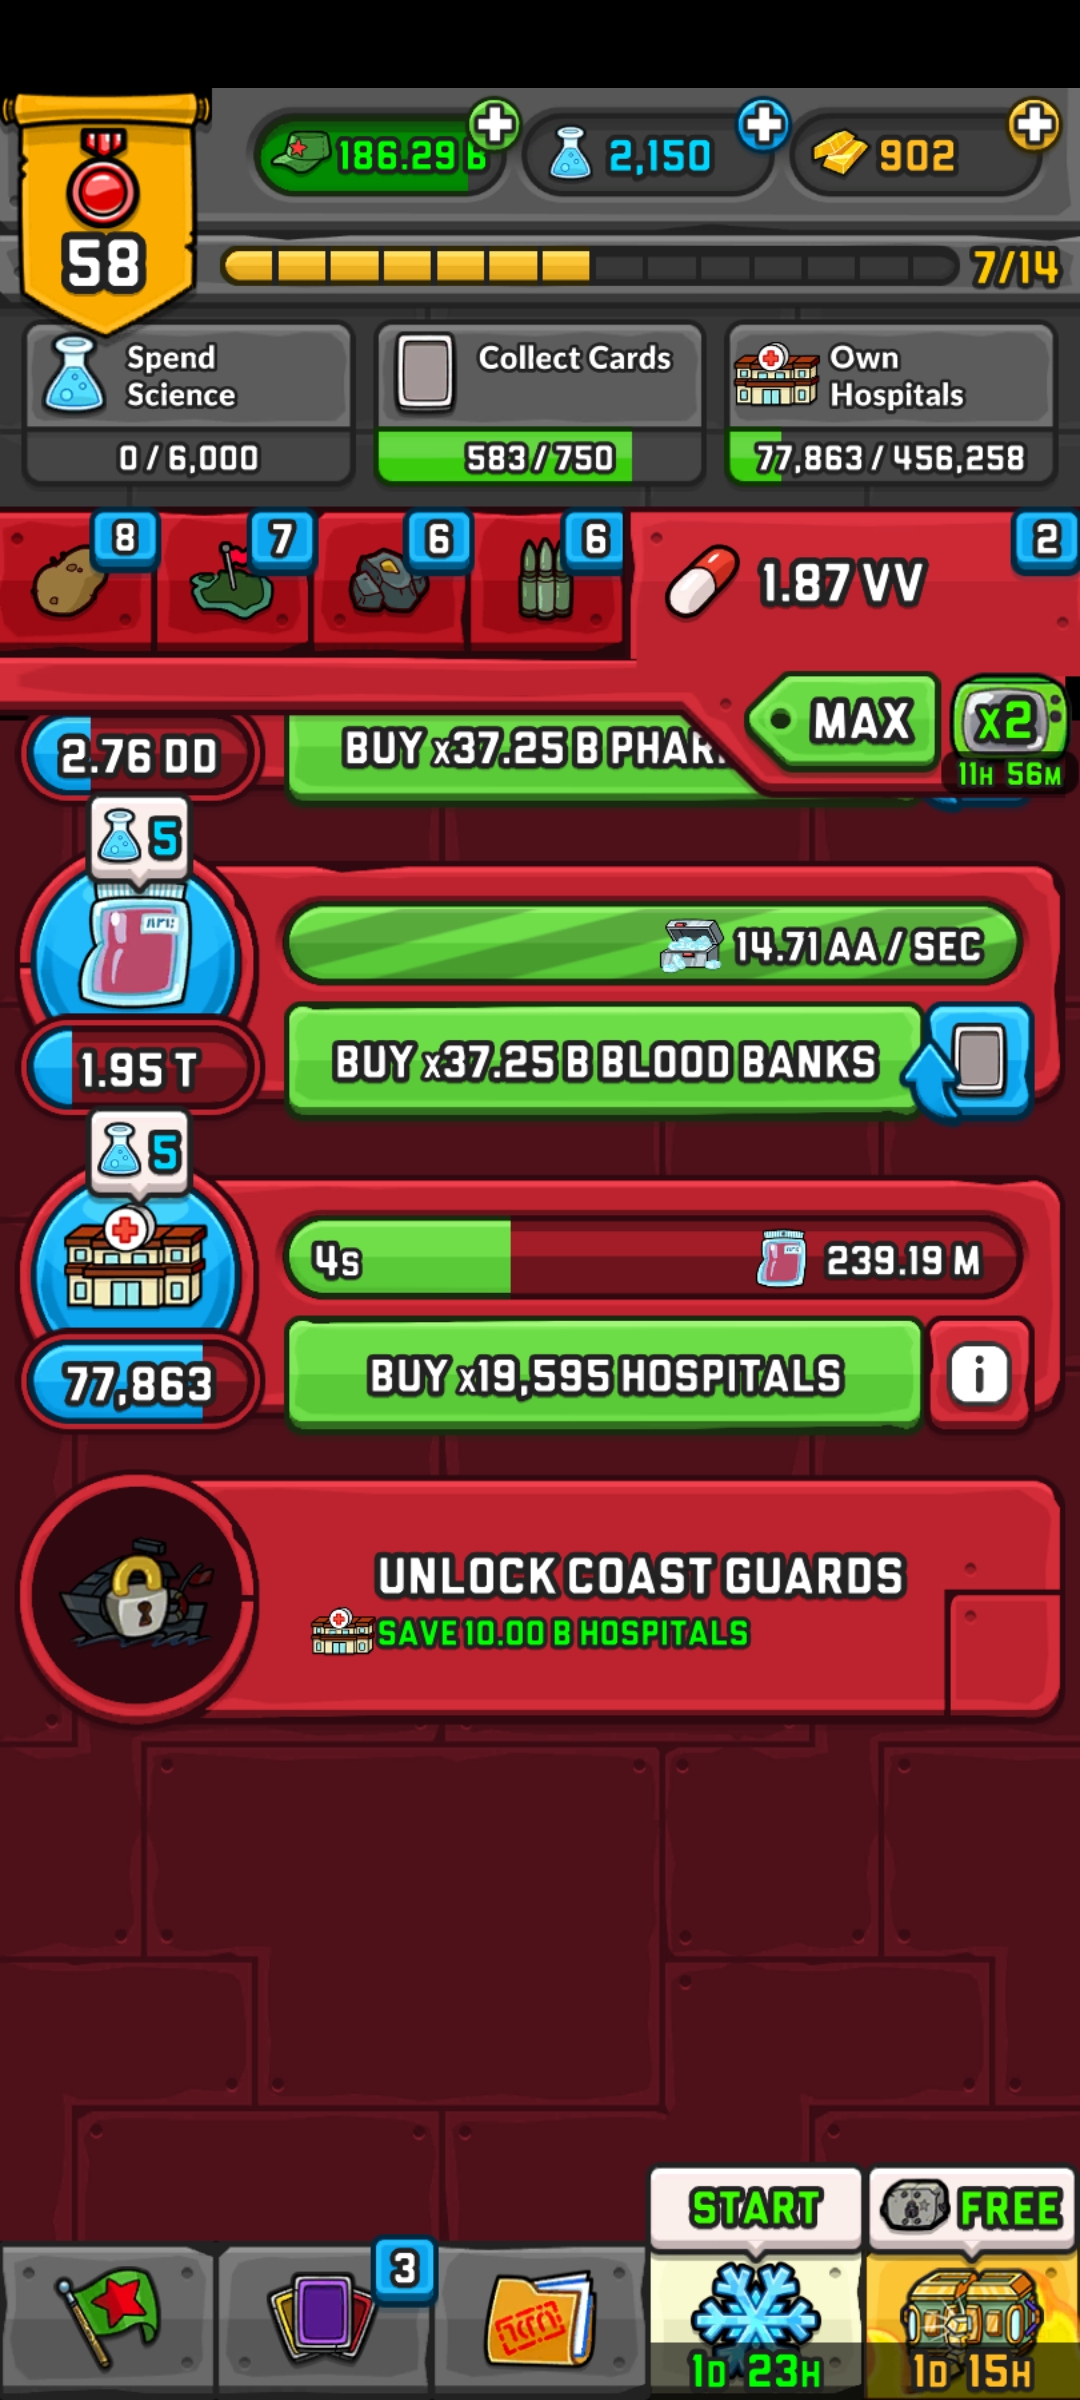 58
186.29 B
2,150
902
7/14
Spend Science
0 / 6,000
Collect Cards
583 / 750
Own Hospitals
77,863 / 456,258
8
7
6
6
1.87 VV
2
MAX
x2
11H 56M
2.76 DD
BUY x37.25 B PHAR
5
14.71 AA / SEC
1.95 T
BUY x37.25 B BLOOD BANKS
5
4s
239.19 M
77,863
BUY x19,595 HOSPITALS
i
UNLOCK COAST GUARDS
SAVE 10.00 B HOSPITALS
START
FREE
3
1D 23H
1D 15H